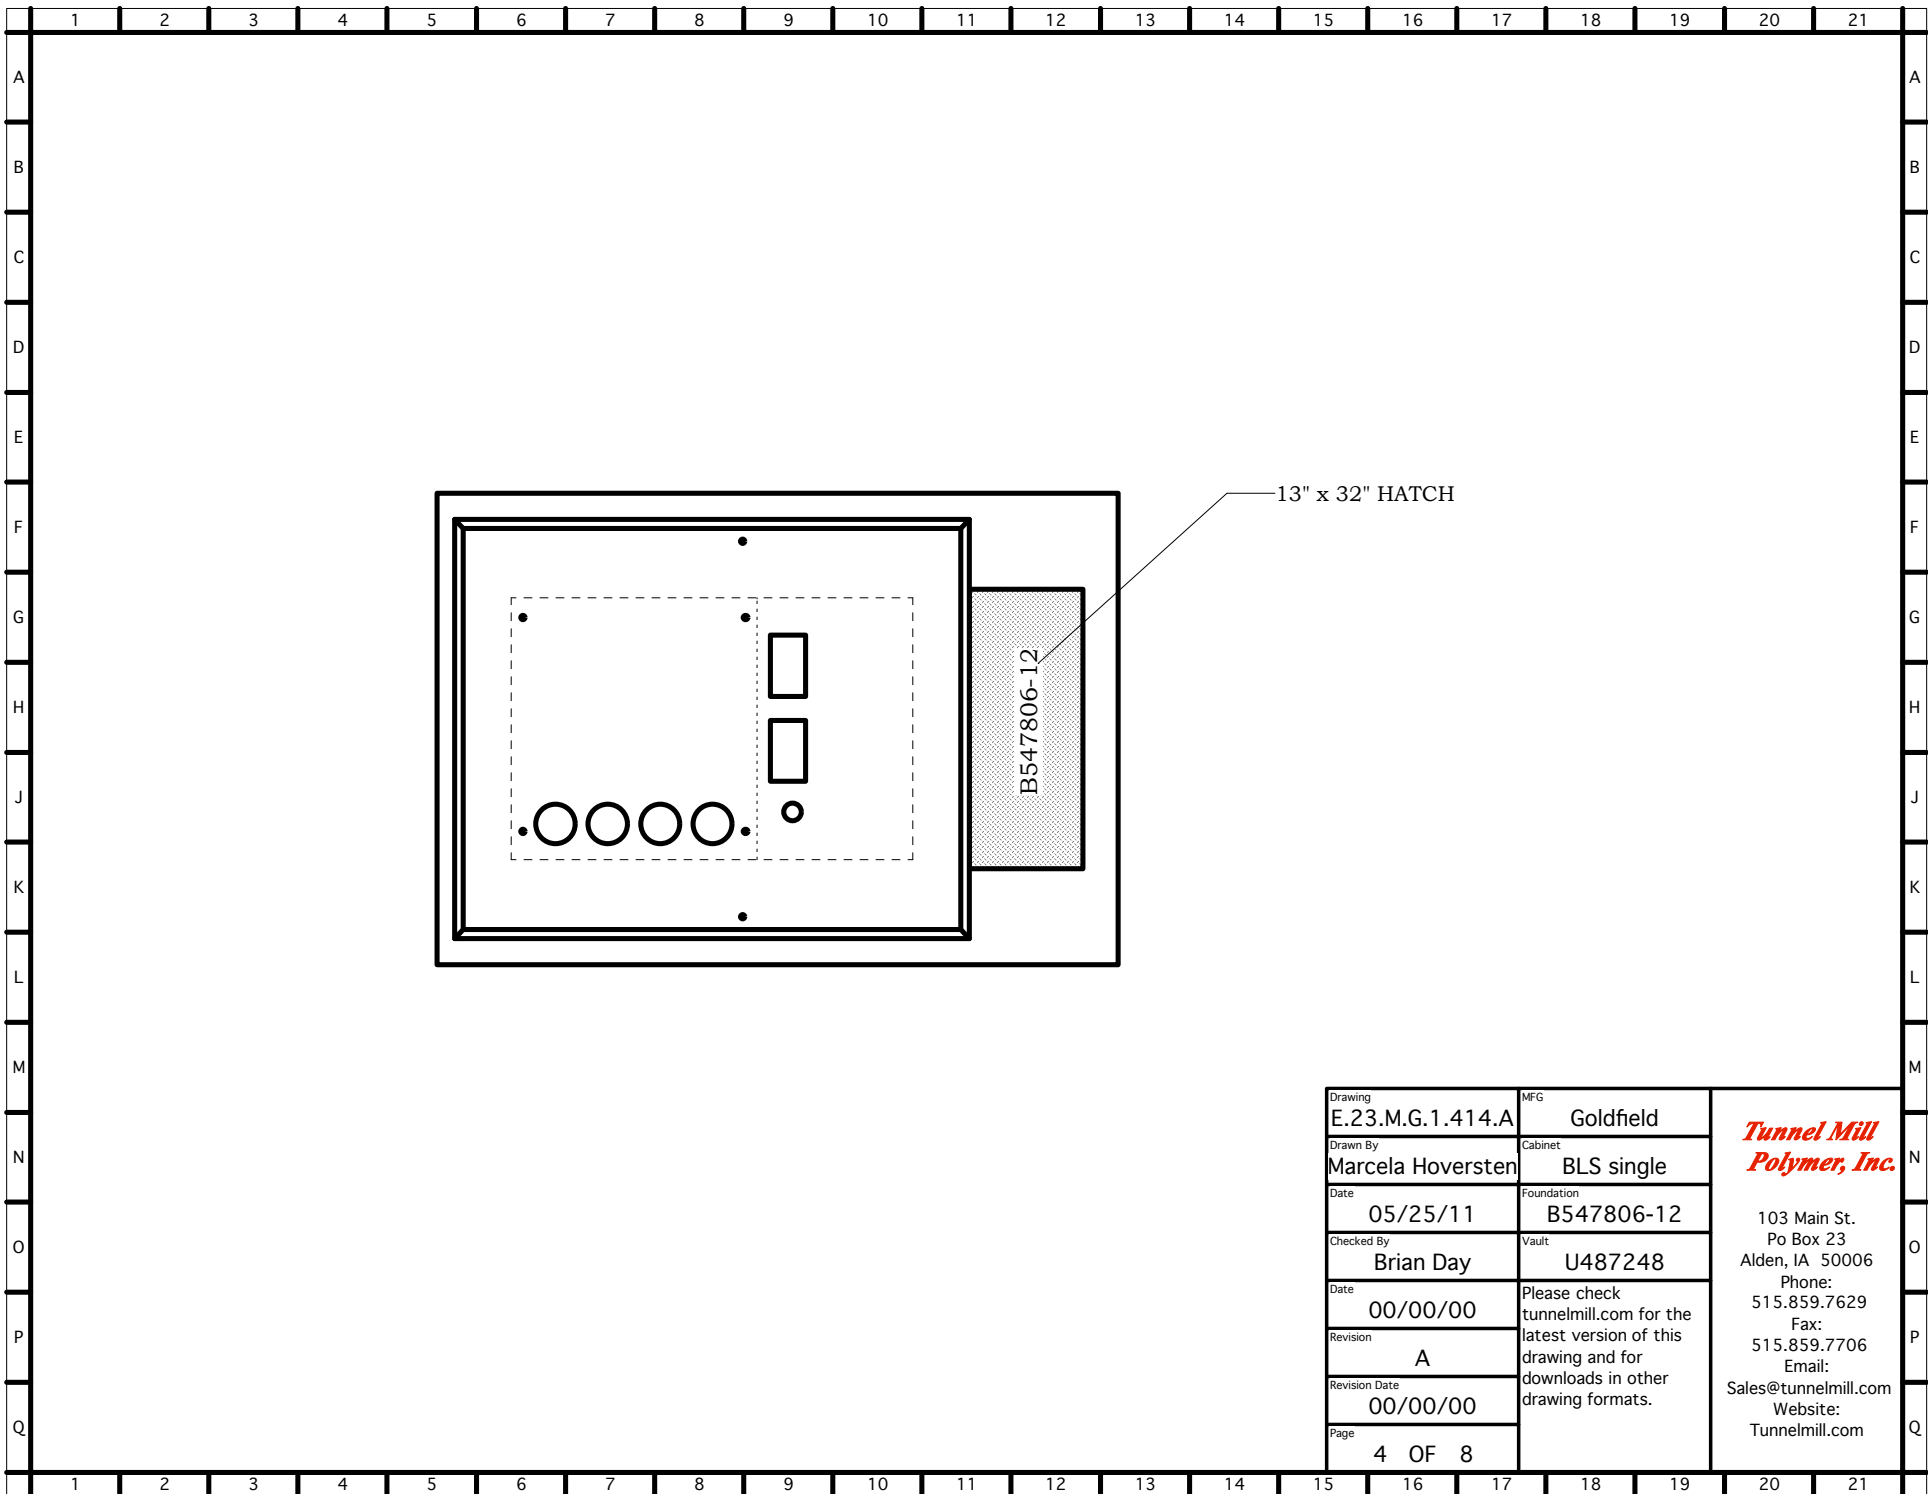 1 2 3 4 5 6 7 8 9 10 11 12 13 14 15 16 17 18 19 20 21
A A
B B
C C
D D
E E
F F
G G
H H
J J
K K
L L
M M
N N
O O
P P
Q Q
13" x 32" HATCH
B547806-12
Drawing
E.23.M.G.1.414.A
MFG
Goldfield
Drawn By
Marcela Hoversten
Cabinet
BLS single
Date
05/25/11
Foundation
B547806-12
Checked By
Brian Day
Vault
U487248
Date
00/00/00
Revision
A
Revision Date
00/00/00
Page
4 OF 8
Please check
tunnelmill.com for the
latest version of this
drawing and for
downloads in other
drawing formats.
Tunnel Mill
Polymer, Inc.
103 Main St.
Po Box 23
Alden, IA 50006
Phone:
515.859.7629
Fax:
515.859.7706
Email:
Sales@tunnelmill.com
Website:
Tunnelmill.com
1 2 3 4 5 6 7 8 9 10 11 12 13 14 15 16 17 18 19 20 21